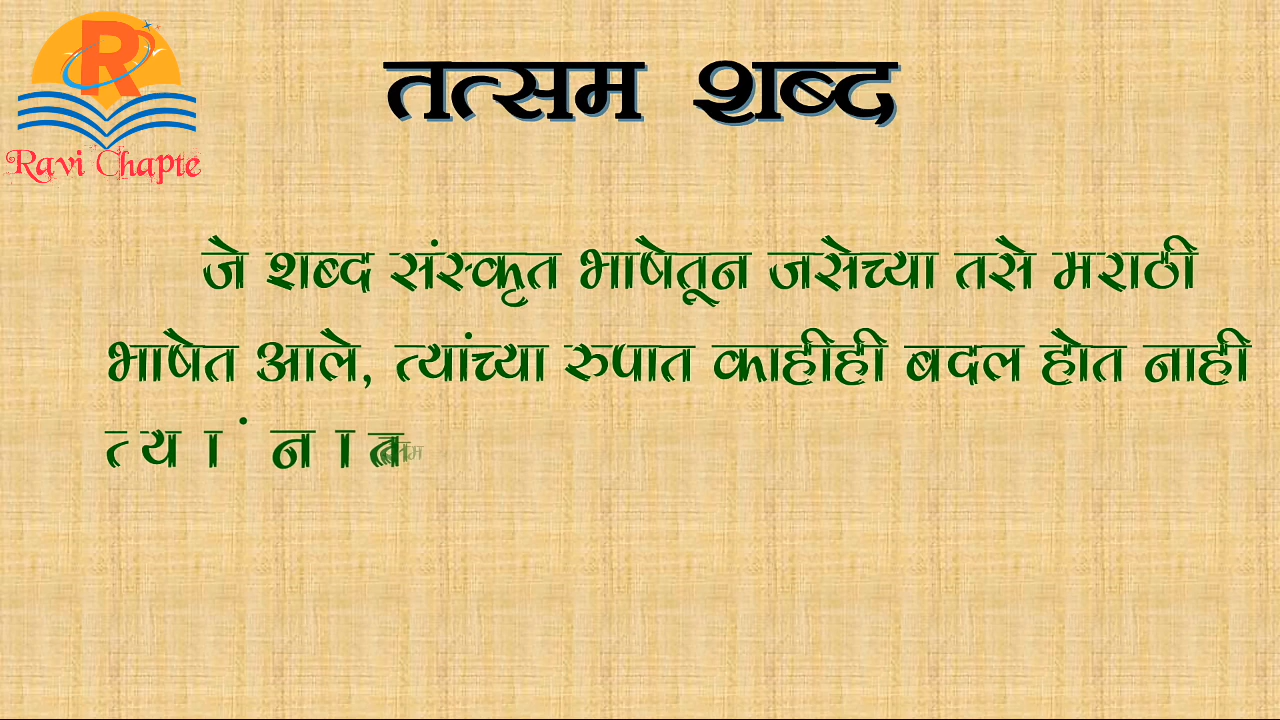 Ravi Chapte
तत्सम शब्द
जे शब्द संस्कृत भाषेतून जसेच्या तसे मराठी
भाषेत आले, त्यांच्या रुपात काहीही बदल होत नाही
त्यांना